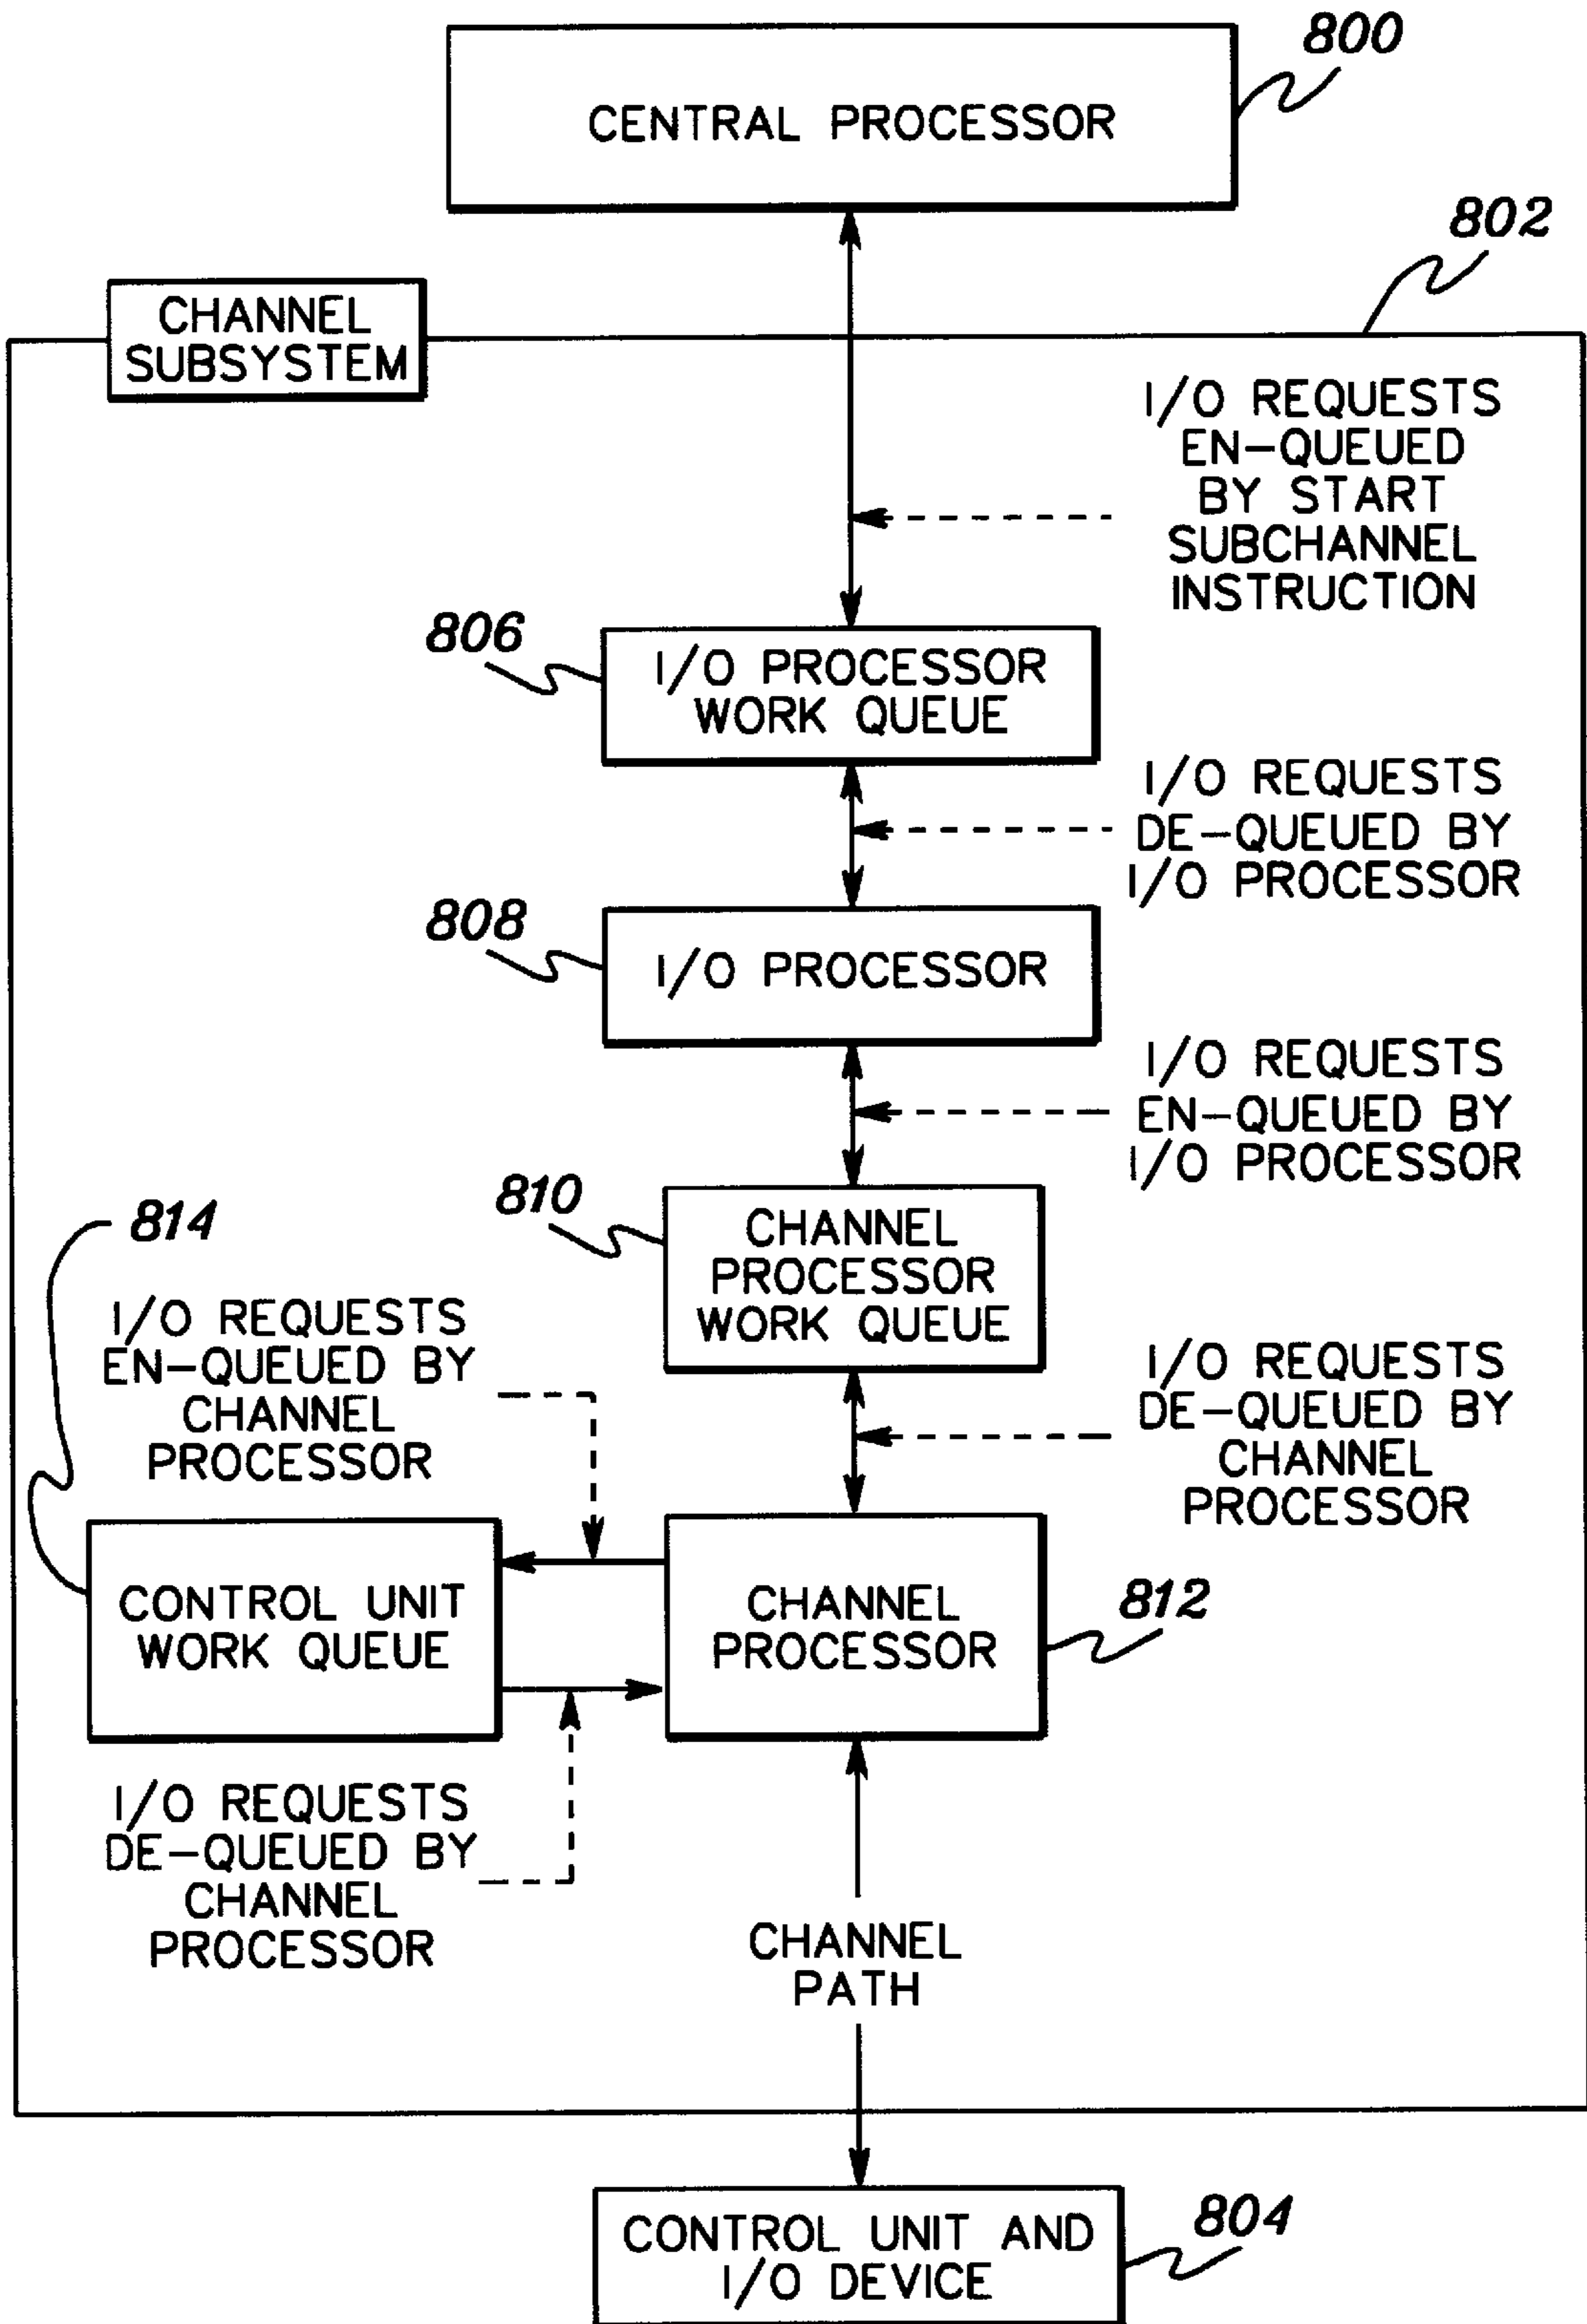 800
CENTRAL PROCESSOR
802
CHANNEL
SUBSYSTEM
I/O REQUESTS
EN-QUEUED
BY START
SUBCHANNEL
INSTRUCTION
806
I/O PROCESSOR
WORK QUEUE
I/O REQUESTS
DE-QUEUED BY
I/O PROCESSOR
808
I/O PROCESSOR
I/O REQUESTS
EN-QUEUED BY
I/O PROCESSOR
810
CHANNEL
PROCESSOR
WORK QUEUE
814
I/O REQUESTS
EN-QUEUED BY
CHANNEL
PROCESSOR
I/O REQUESTS
DE-QUEUED BY
CHANNEL
PROCESSOR
CONTROL UNIT
WORK QUEUE
CHANNEL
PROCESSOR
812
I/O REQUESTS
DE-QUEUED BY
CHANNEL
PROCESSOR
CHANNEL
PATH
804
CONTROL UNIT AND
I/O DEVICE